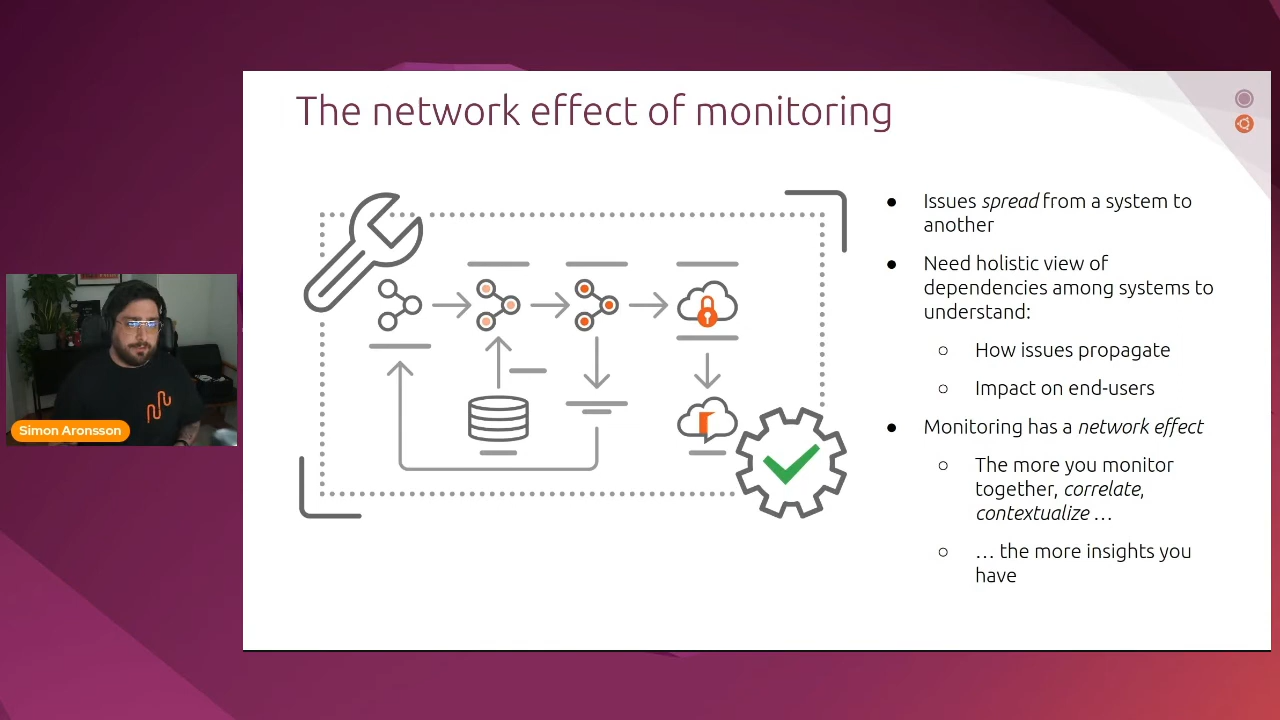 The network effect of monitoring
● Issues spread from a system to
another
● Need holistic view of
dependencies among systems to
understand:
○ How issues propagate
○ Impact on end-users
● Monitoring has a network effect
○ The more you monitor
together, correlate,
contextualize …
○ … the more insights you
have
Simon Aronsson